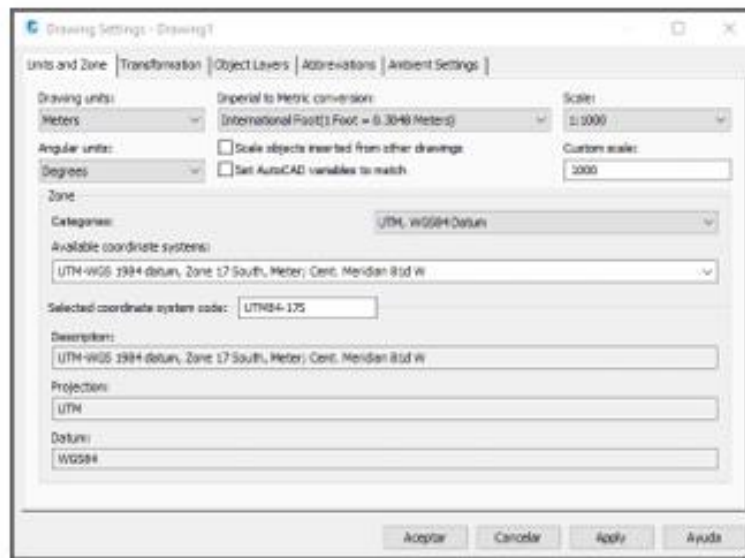 Drawing Settings - Drawing1
Units and Zone Transformation Object Layers Abbreviations Ambient Settings
Drawing units: Imperial to Metric conversion: Scale:
Meters International Foot(1 Foot = 0.3048 Meters) 1:1000
Angular units: Scale objects inserted from other drawings Custom scale:
Degrees Set AutoCAD variables to match 1000
Zone
Categories: UTM, WGS84 Datum
Available coordinate systems:
UTM-WGS 1984 datum, Zone 17 South, Meter; Cent. Meridian 81d W
Selected coordinate system code: UTM84-17S
Description:
UTM-WGS 1984 datum, Zone 17 South, Meter; Cent. Meridian 81d W
Projection:
UTM
Datum:
WGS84
Aceptar Cancelar Apply Ayuda